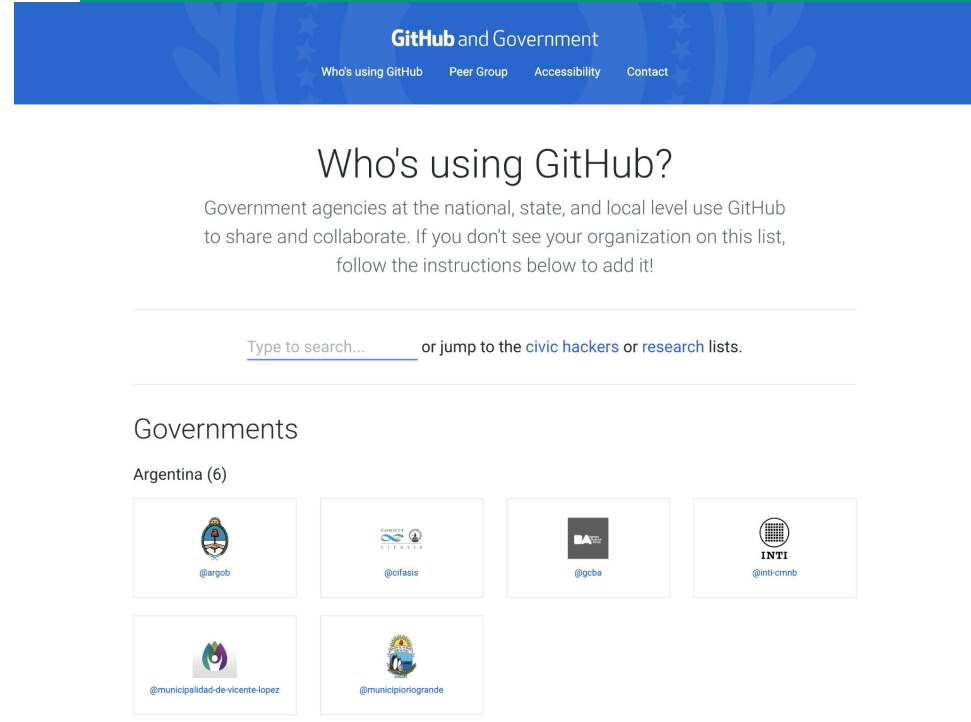 GitHub and Government
Who's using GitHub Peer Group Accessibility Contact
Who's using GitHub?
Government agencies at the national, state, and local level use GitHub
to share and collaborate. If you don't see your organization on this list,
follow the instructions below to add it!
Type to search... or jump to the civic hackers or research lists.
Governments
Argentina (6)
CONICET
CIFASIS
BA
INTI
@argob @cifasis @gcba @inti-cmnb
@municipalidad-de-vicente-lopez @municipioriogrande